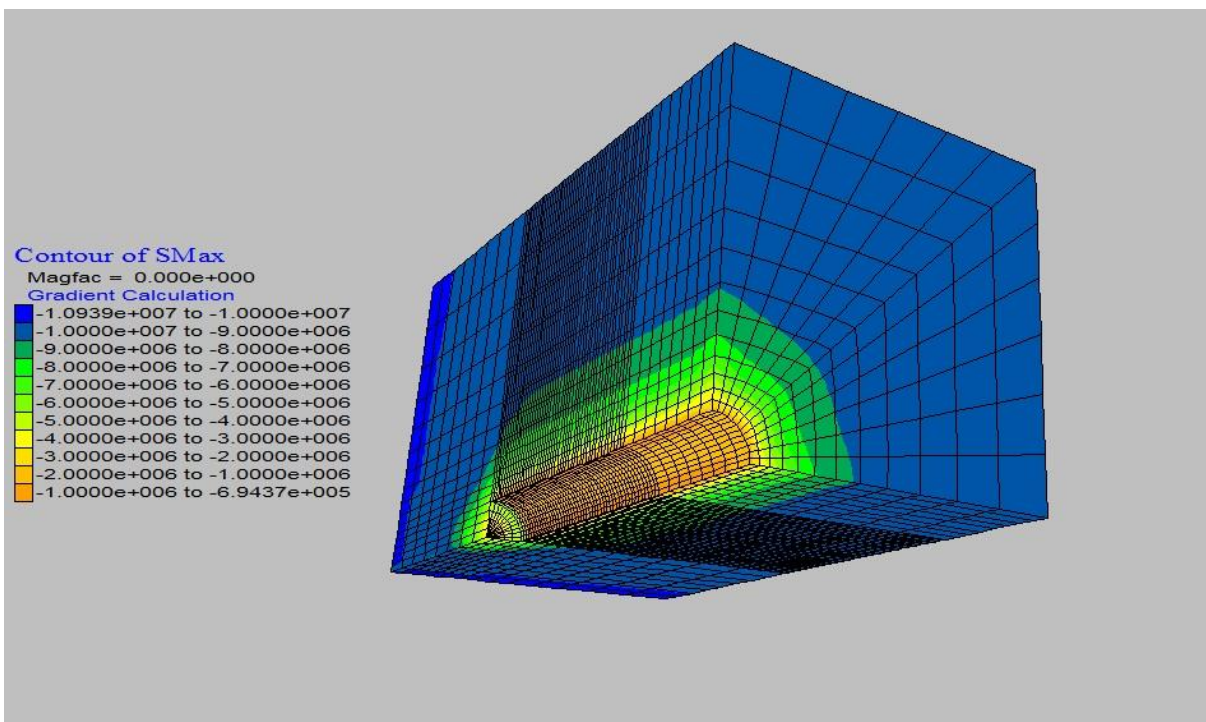 Contour of SMax
Magfac = 0.000e+000
Gradient Calculation
-1.0939e+007 to -1.0000e+007
-1.0000e+007 to -9.0000e+006
-9.0000e+006 to -8.0000e+006
-8.0000e+006 to -7.0000e+006
-7.0000e+006 to -6.0000e+006
-6.0000e+006 to -5.0000e+006
-5.0000e+006 to -4.0000e+006
-4.0000e+006 to -3.0000e+006
-3.0000e+006 to -2.0000e+006
-2.0000e+006 to -1.0000e+006
-1.0000e+006 to -6.9437e+005